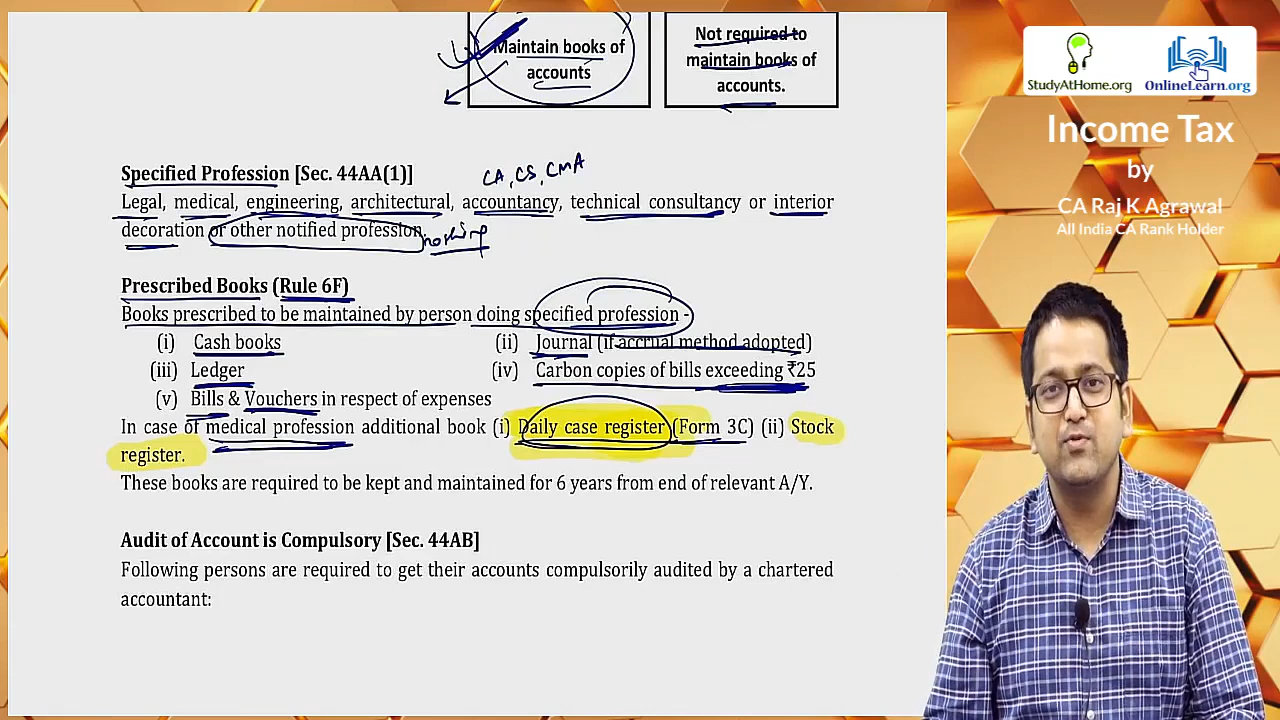 Maintain books of
accounts
Not required to
maintain books of
accounts.
StudyAtHome.org
OnlineLearn.org
Income Tax
by
CA Raj K Agrawal
All India CA Rank Holder
Specified Profession [Sec. 44AA(1)]
CA, CS, CMA
Legal, medical, engineering, architectural, accountancy, technical consultancy or interior
decoration or other notified profession.
Prescribed Books (Rule 6F)
Books prescribed to be maintained by person doing specified profession -
(i) Cash books (ii) Journal (if accrual method adopted)
(iii) Ledger (iv) Carbon copies of bills exceeding ₹25
(v) Bills & Vouchers in respect of expenses
In case of medical profession additional book (i) Daily case register (Form 3C) (ii) Stock
register.
These books are required to be kept and maintained for 6 years from end of relevant A/Y.
Audit of Account is Compulsory [Sec. 44AB]
Following persons are required to get their accounts compulsorily audited by a chartered
accountant: